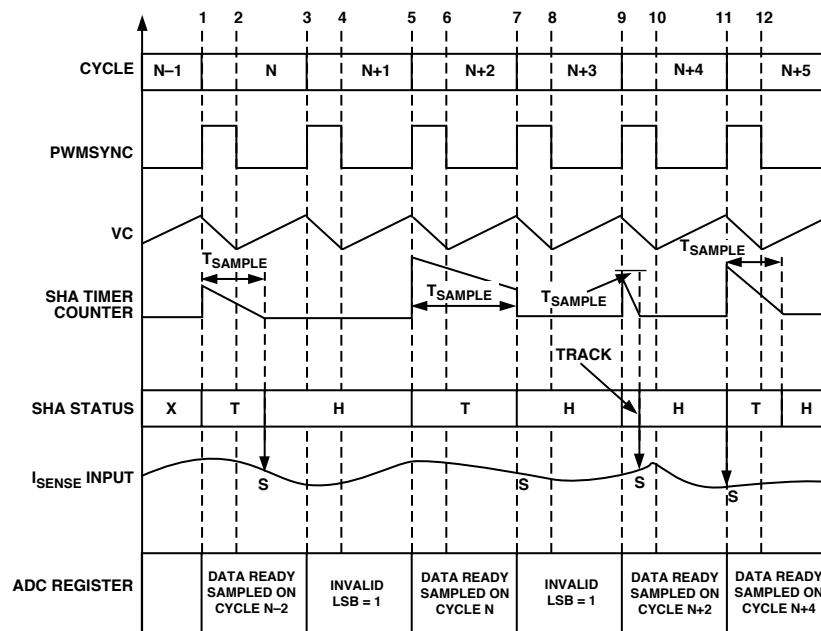 1 2 3 4 5 6 7 8 9 10 11 12
CYCLE N–1 N N+1 N+2 N+3 N+4 N+5
PWMSYNC
VC
TSAMPLE TSAMPLE
SHA TIMER
COUNTER
TSAMPLE TSAMPLE
TRACK
SHA STATUS X T H T H H T H
ISENSE INPUT
S S S S
ADC REGISTER
DATA READY
SAMPLED ON
CYCLE N–2
INVALID
LSB = 1
DATA READY
SAMPLED ON
CYCLE N
INVALID
LSB = 1
DATA READY
SAMPLED ON
CYCLE N+2
DATA READY
SAMPLED ON
CYCLE N+4